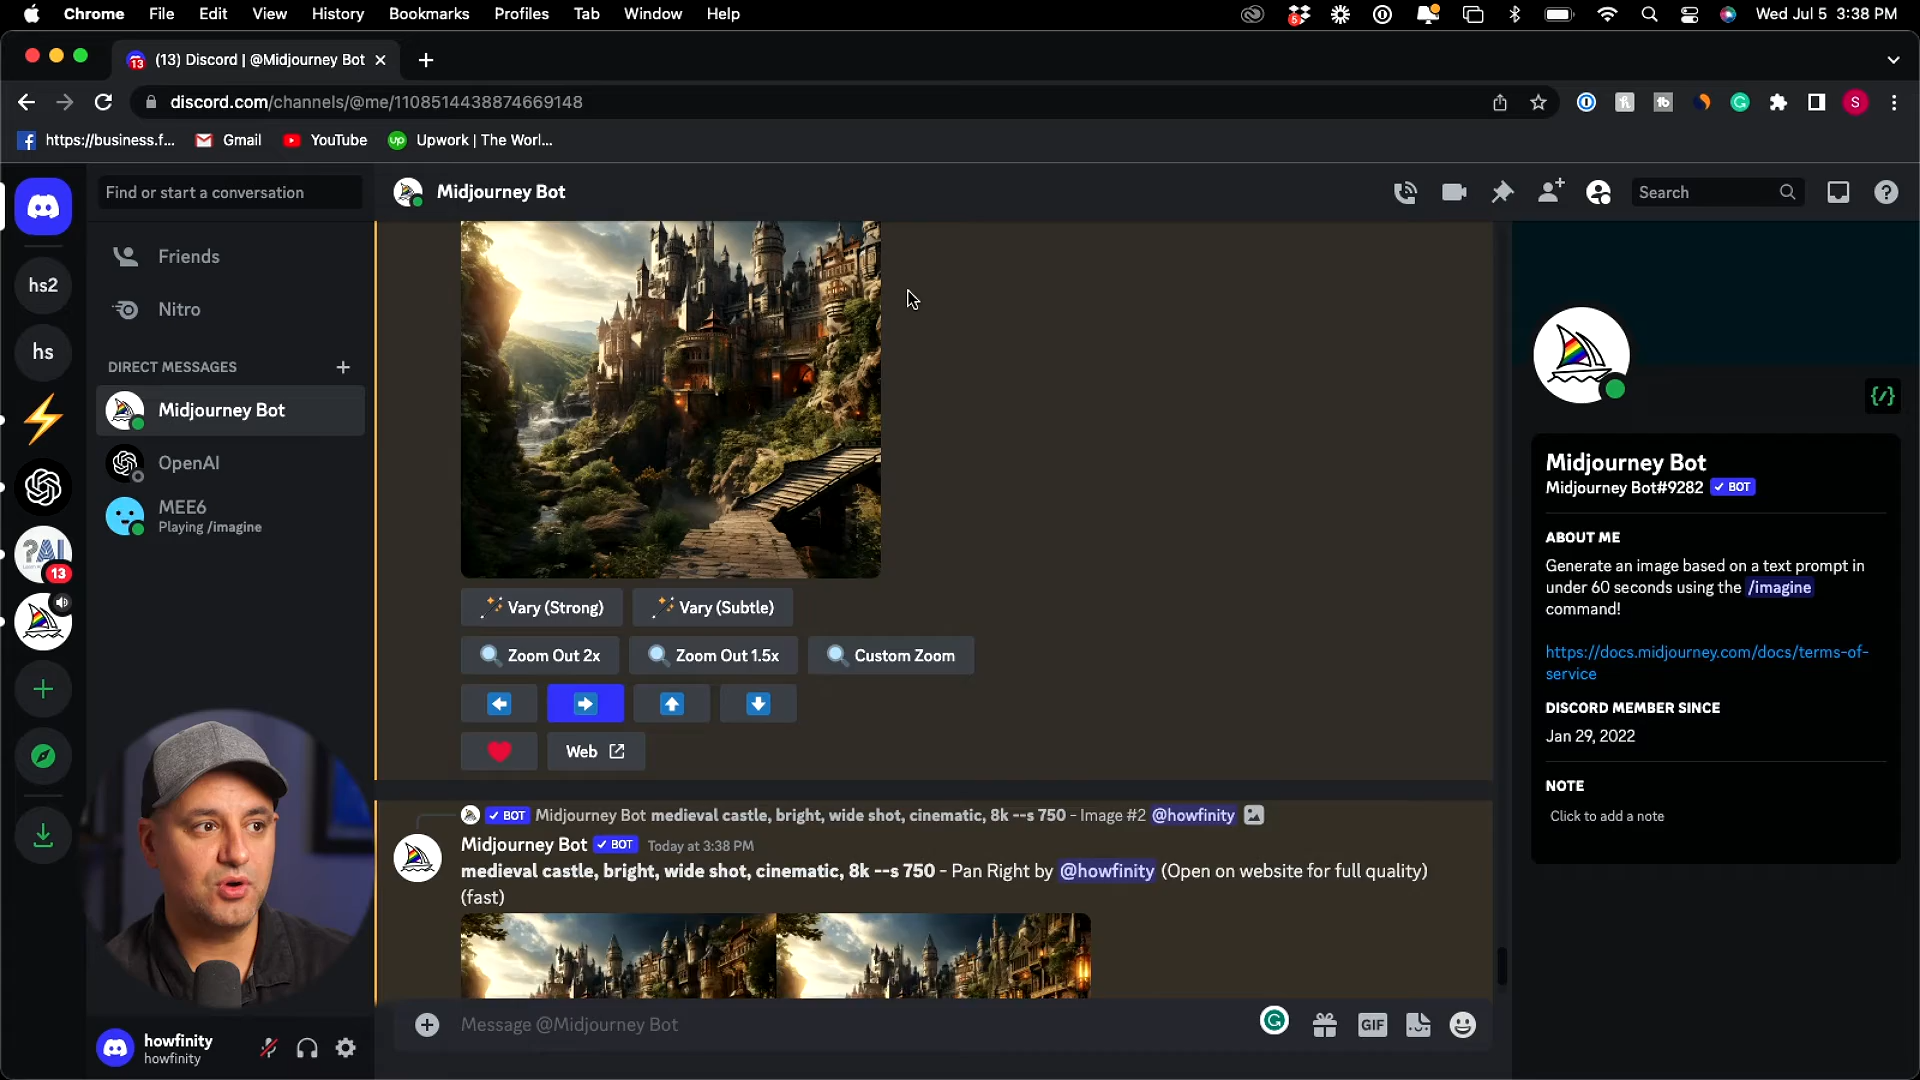 Chrome File Edit View History Bookmarks Profiles Tab Window Help
5
Wed Jul 5 3:38 PM
13
(13) Discord | @Midjourney Bot
discord.com/channels/@me/1108514438874669148
tb
S
https://business.f...
Gmail
YouTube
up
Upwork | The Worl...
Find or start a conversation
Midjourney Bot
Search
hs2
hs
?AI
13
Friends
Nitro
DIRECT MESSAGES
Midjourney Bot
OpenAI
MEE6
Playing /imagine
Vary (Strong)
Vary (Subtle)
Zoom Out 2x
Zoom Out 1.5x
Custom Zoom
Web
BOT Midjourney Bot medieval castle, bright, wide shot, cinematic, 8k --s 750 - Image #2 @howfinity
Midjourney Bot BOT Today at 3:38 PM
medieval castle, bright, wide shot, cinematic, 8k --s 750 - Pan Right by @howfinity (Open on website for full quality)
(fast)
Message @Midjourney Bot
GIF
howfinity
howfinity
Midjourney Bot
Midjourney Bot#9282 BOT
ABOUT ME
Generate an image based on a text prompt in
under 60 seconds using the /imagine
command!
https://docs.midjourney.com/docs/terms-of-
service
DISCORD MEMBER SINCE
Jan 29, 2022
NOTE
Click to add a note